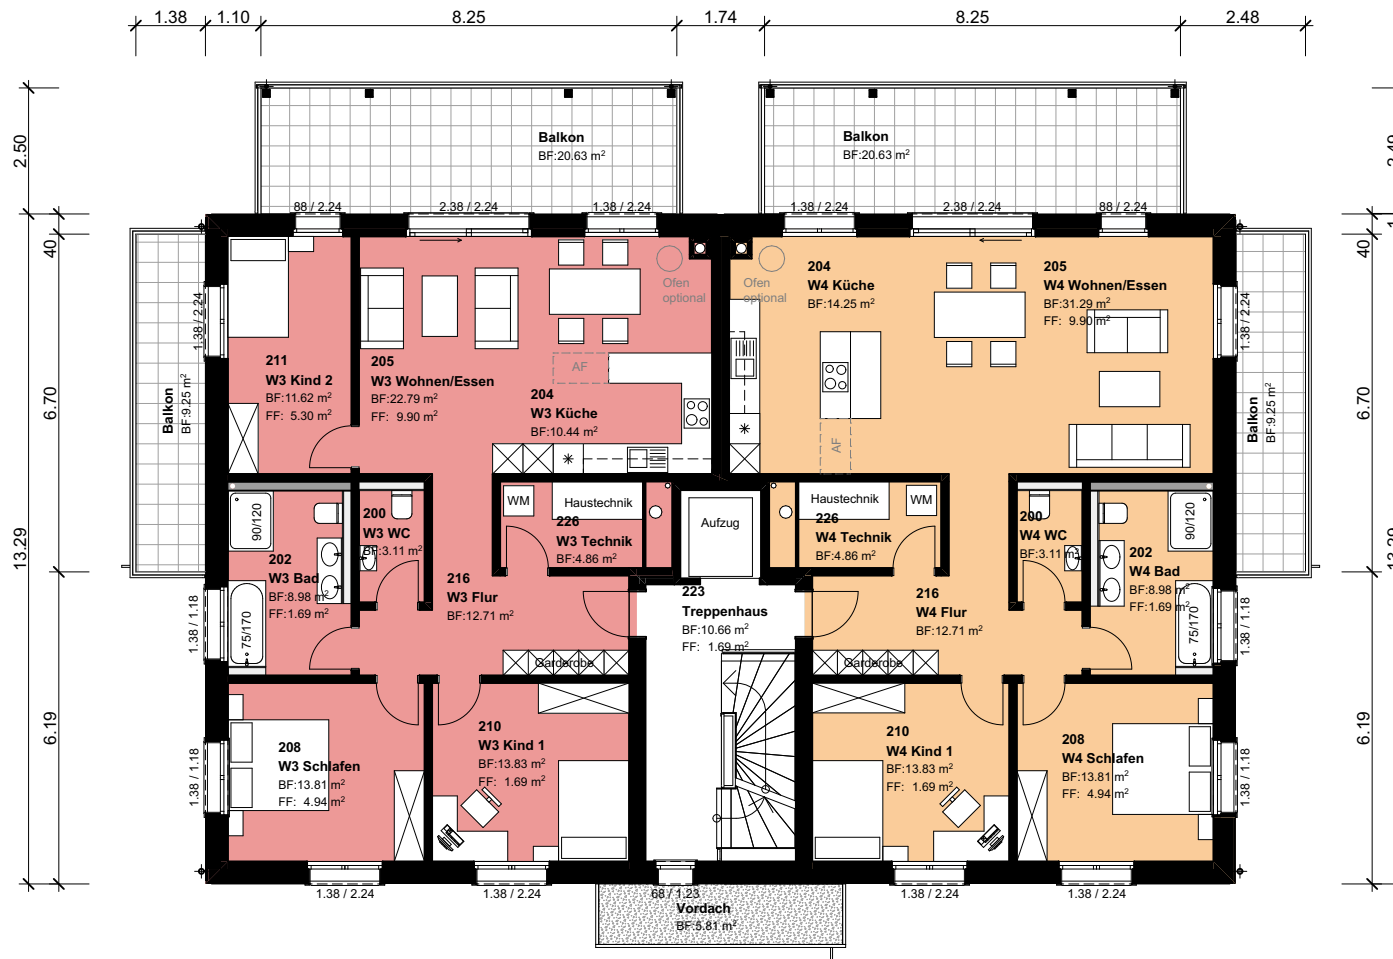 1.38
1.10
8.25
1.74
8.25
2.48
2.50
40
6.70
13.29
6.19
Balkon
BF:20.63 m²
Balkon
BF:20.63 m²
88 / 2.24
2.38 / 2.24
1.38 / 2.24
1.38 / 2.24
2.38 / 2.24
88 / 2.24
2.49
40
6.70
13.29
6.19
1.38 / 2.24
Balkon
BF:9.25 m²
211
W3 Kind 2
BF:11.62 m²
FF: 5.30 m²
205
W3 Wohnen/Essen
BF:22.79 m²
FF: 9.90 m²
Ofen
optional
AF
204
W3 Küche
BF:10.44 m²
Ofen
optional
204
W4 Küche
BF:14.25 m²
AF
205
W4 Wohnen/Essen
BF:31.29 m²
FF: 9.90 m²
1.38 / 2.24
Balkon
BF:9.25 m²
90/120
202
W3 Bad
BF:8.98 m²
FF:1.69 m²
75/170
200
W3 WC
BF:3.11 m²
WM
Haustechnik
226
W3 Technik
BF:4.86 m²
Aufzug
Haustechnik
WM
226
W4 Technik
BF:4.86 m²
200
W4 WC
BF:3.11 m²
90/120
202
W4 Bad
BF:8.98 m²
FF:1.69 m²
75/170
1.38 / 1.18
216
W3 Flur
BF:12.71 m²
Garderobe
223
Treppenhaus
BF:10.66 m²
FF: 1.69 m²
216
W4 Flur
BF:12.71 m²
Garderobe
1.38 / 1.18
1.38 / 1.18
208
W3 Schlafen
BF:13.81 m²
FF: 4.94 m²
210
W3 Kind 1
BF:13.83 m²
FF: 1.69 m²
210
W4 Kind 1
BF:13.83 m²
FF: 1.69 m²
208
W4 Schlafen
BF:13.81 m²
FF: 4.94 m²
1.38 / 1.18
1.38 / 2.24
1.38 / 2.24
68 / 1.23
1.38 / 2.24
1.38 / 2.24
Vordach
BF:5.81 m²